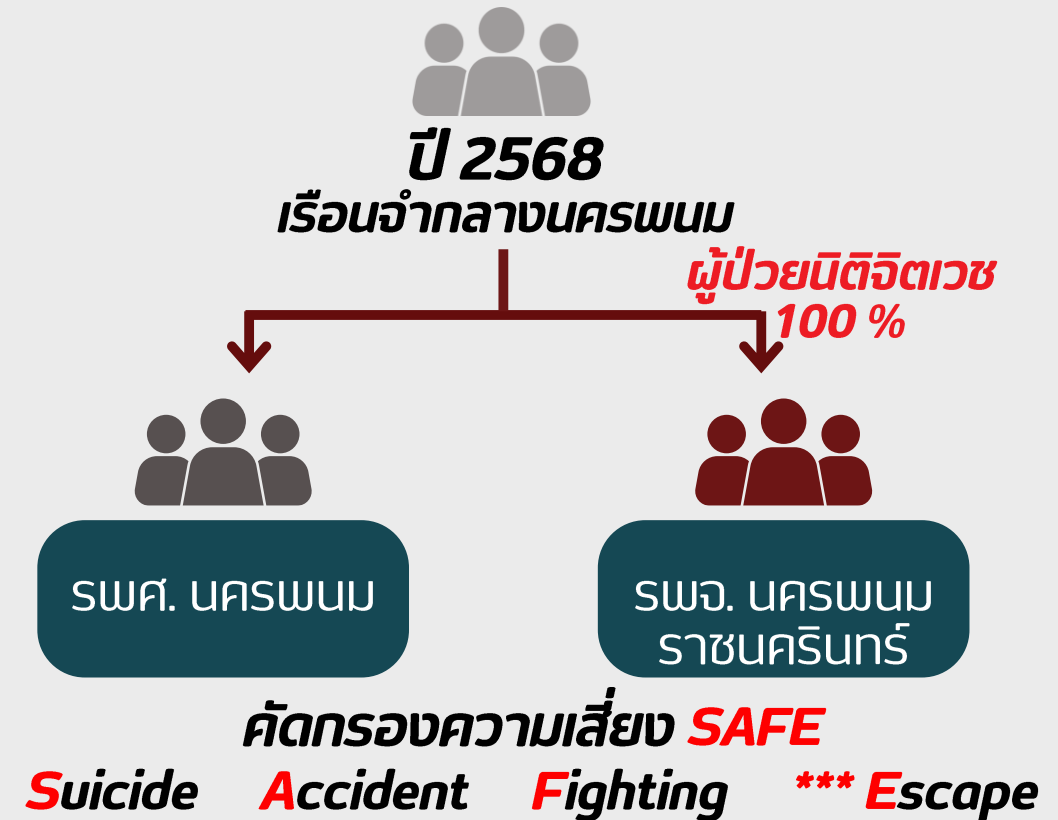 ปี 2568
เรือนจำกลางนครพนม
ผู้ป่วยนิติจิตเวช
100 %
รพศ. นครพนม
รพจ. นครพนม
ราชนครินทร์
คัดกรองความเสี่ยง SAFE
Suicide Accident Fighting *** Escape